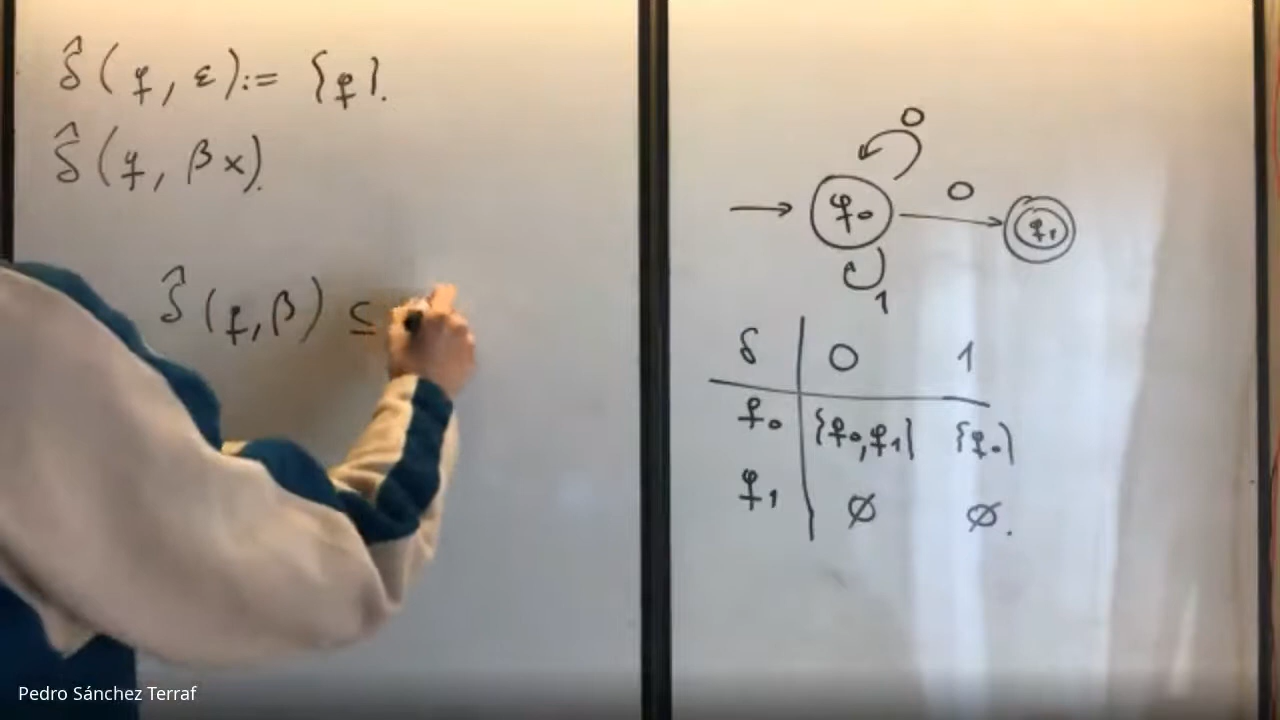 δ̂(q, ε) := {q}.
δ̂(q, βx).
δ̂(q, β) ⊆
0
0
q₀
q₁
1
δ 0 1
q₀ {q₀,q₁} {q₀}
q₁ ∅ ∅.
Pedro Sánchez Terraf